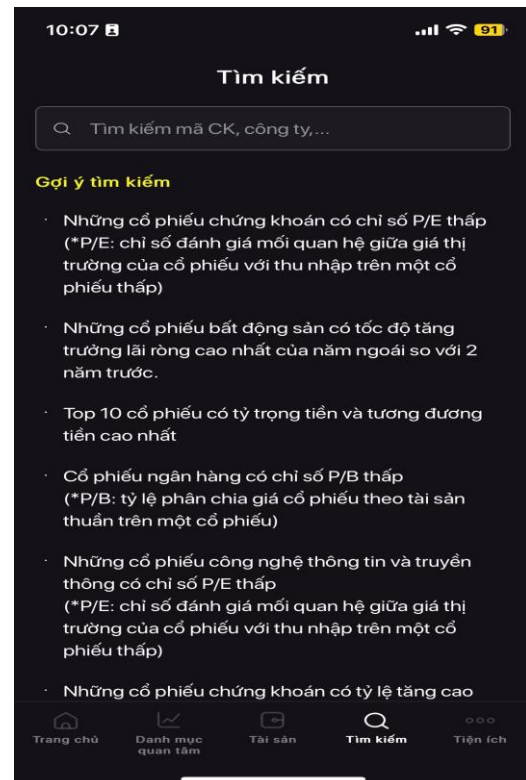 10:07
91
Tìm kiếm
Tìm kiếm mã CK, công ty,...
Gợi ý tìm kiếm
· Những cổ phiếu chứng khoán có chỉ số P/E thấp
(*P/E: chỉ số đánh giá mối quan hệ giữa giá thị
trường của cổ phiếu với thu nhập trên một cổ
phiếu thấp)
· Những cổ phiếu bất động sản có tốc độ tăng
trưởng lãi ròng cao nhất của năm ngoái so với 2
năm trước.
· Top 10 cổ phiếu có tỷ trọng tiền và tương đương
tiền cao nhất
· Cổ phiếu ngân hàng có chỉ số P/B thấp
(*P/B: tỷ lệ phân chia giá cổ phiếu theo tài sản
thuần trên một cổ phiếu)
· Những cổ phiếu công nghệ thông tin và truyền
thông có chỉ số P/E thấp
(*P/E: chỉ số đánh giá mối quan hệ giữa giá thị
trường của cổ phiếu với thu nhập trên một cổ
phiếu thấp)
· Những cổ phiếu chứng khoán có tỷ lệ tăng cao
Trang chủ
Danh mục
quan tâm
Tài sản
Tìm kiếm
Tiện ích